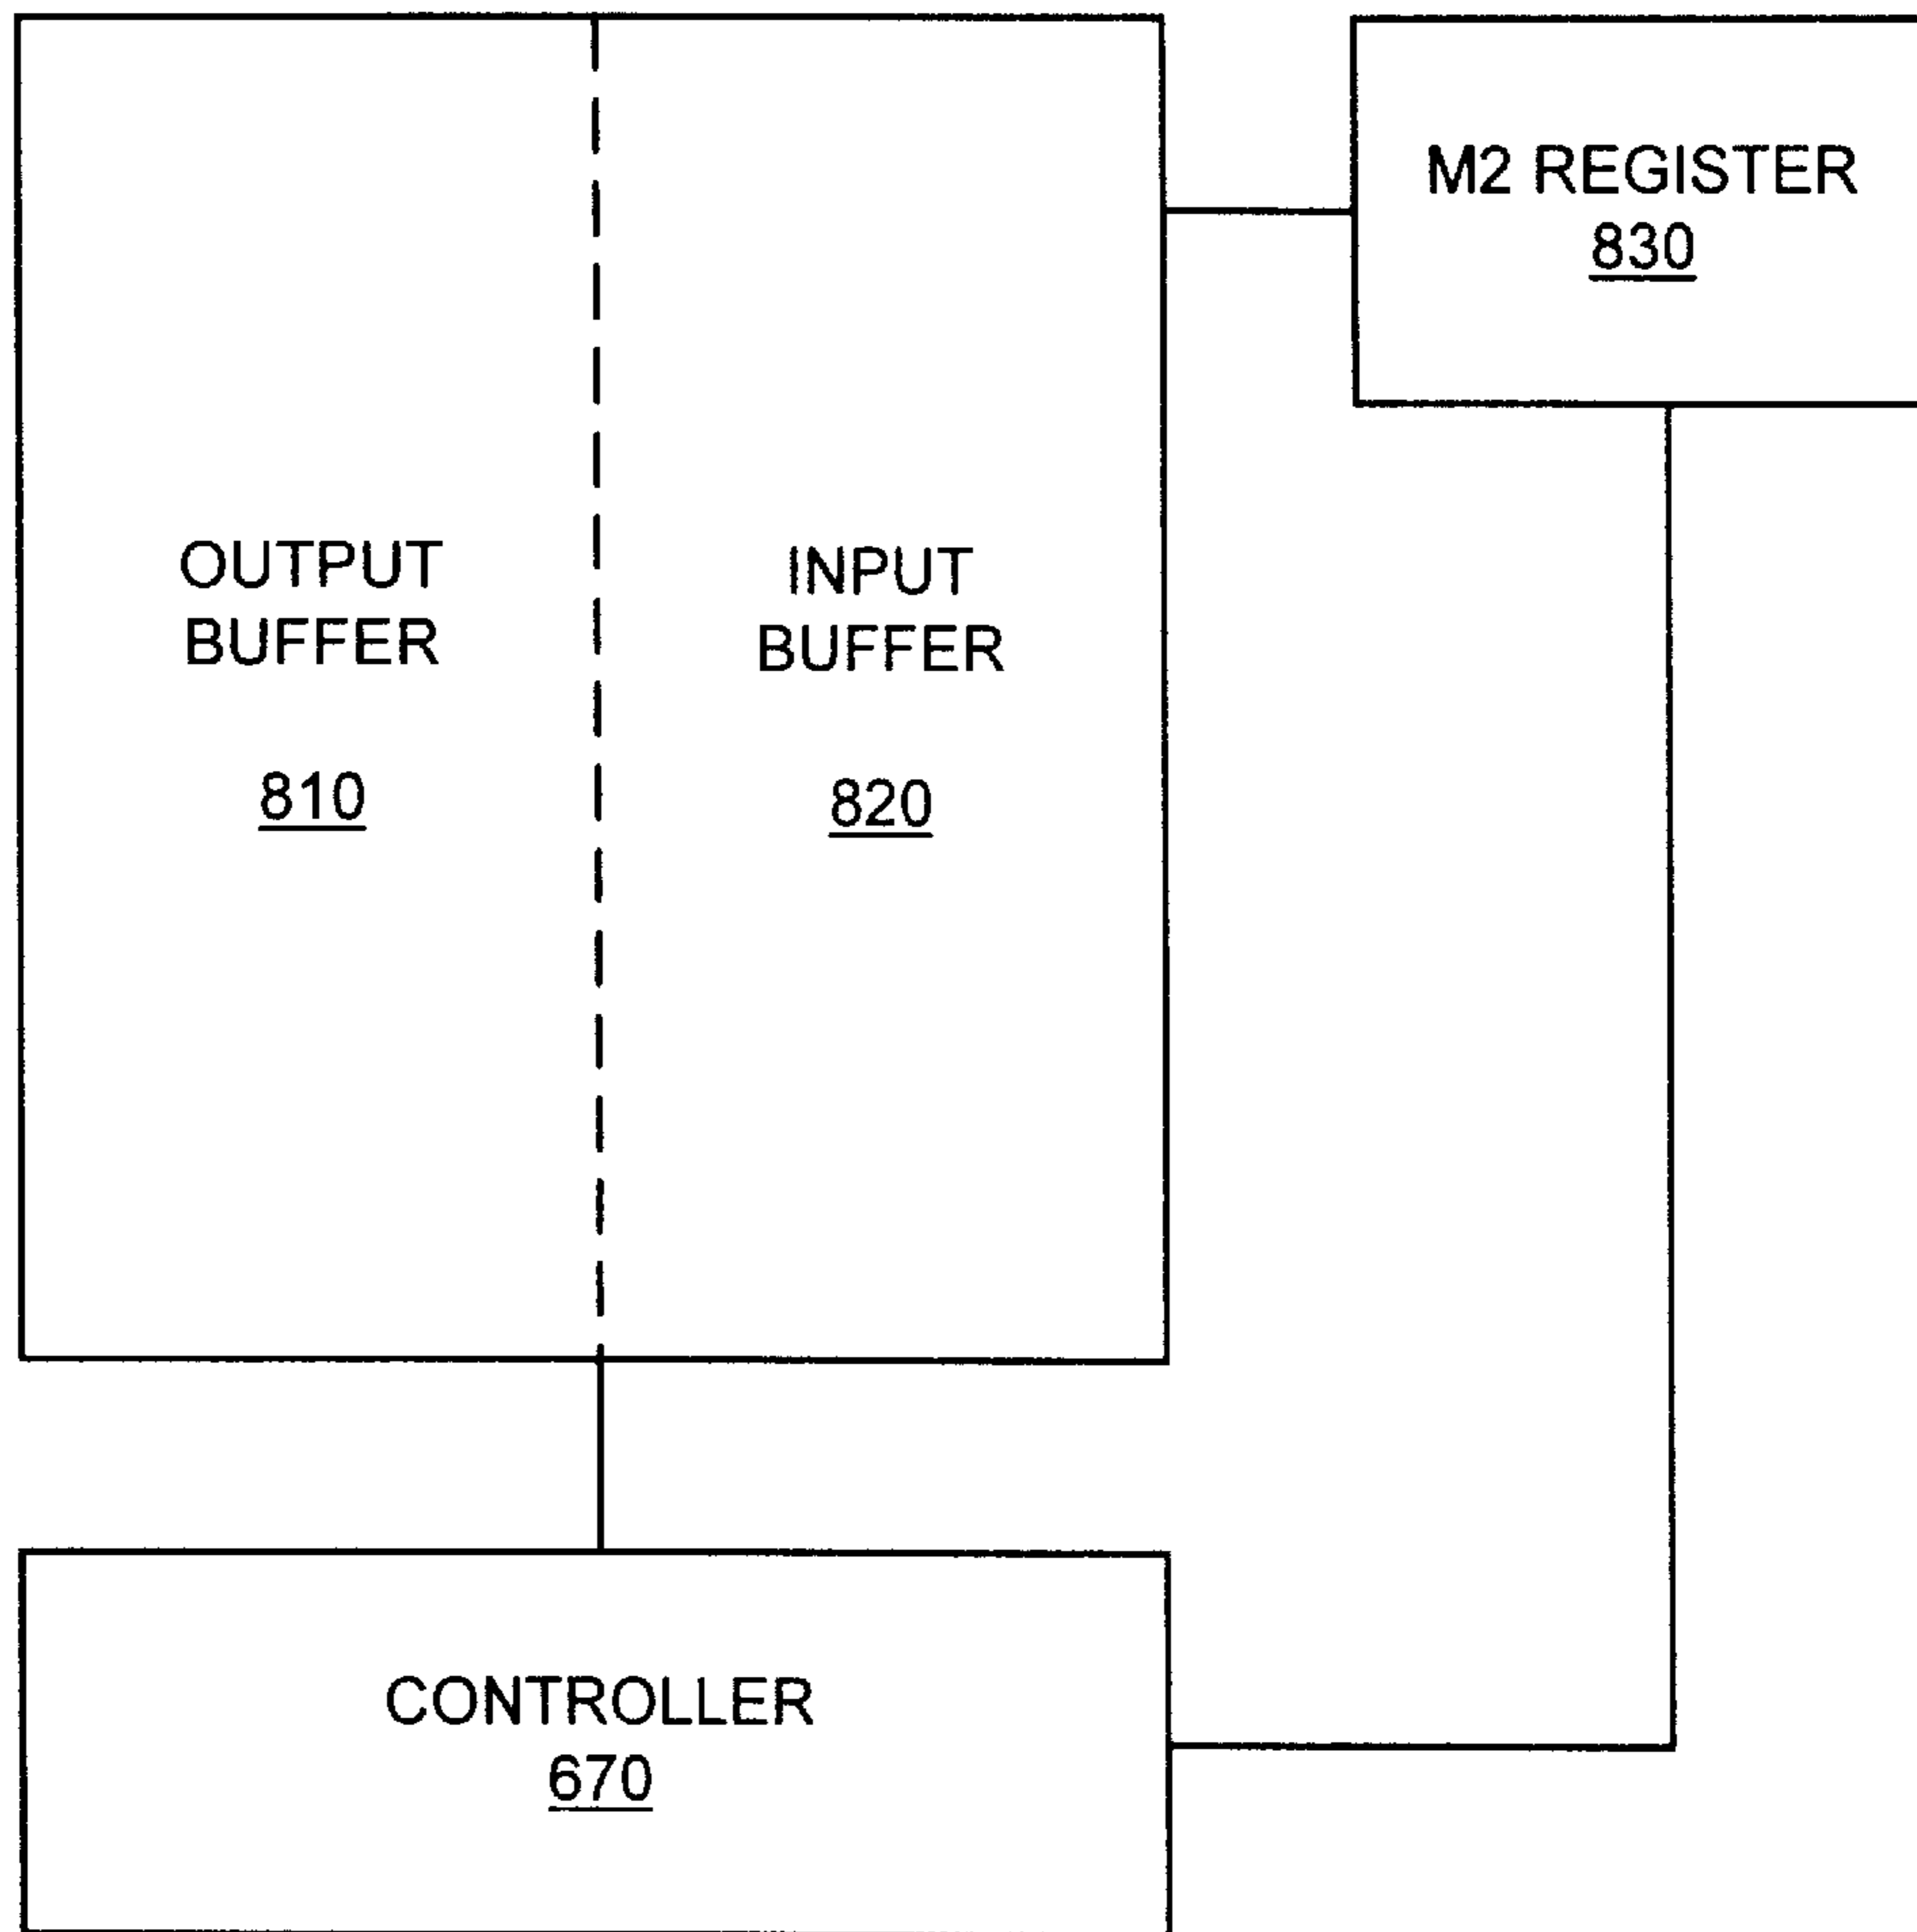 M2 REGISTER
830
OUTPUT
BUFFER
810
INPUT
BUFFER
820
CONTROLLER
670